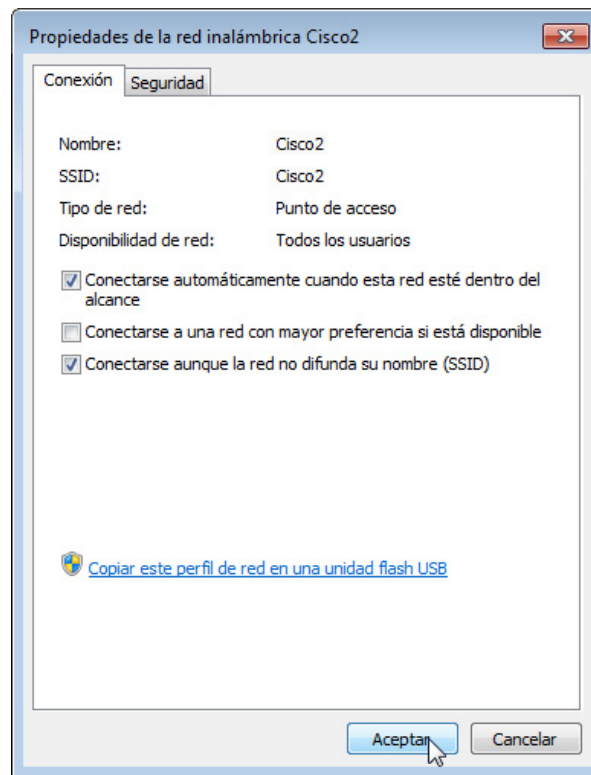 Propiedades de la red inalámbrica Cisco2
Conexión Seguridad
Nombre: Cisco2
SSID: Cisco2
Tipo de red: Punto de acceso
Disponibilidad de red: Todos los usuarios
Conectarse automáticamente cuando esta red esté dentro del
alcance
Conectarse a una red con mayor preferencia si está disponible
Conectarse aunque la red no difunda su nombre (SSID)
Copiar este perfil de red en una unidad flash USB
Aceptar Cancelar